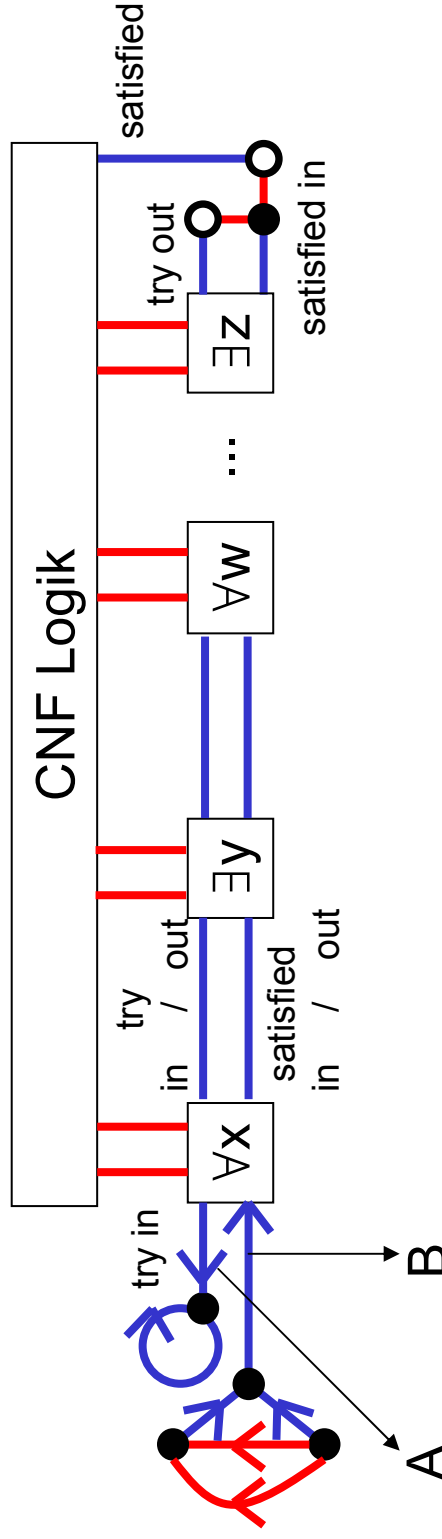 CNF Logik
satisfied
try in
try
in / out
try out
∀x
∃y
∀w
...
∃z
satisfied
in / out
satisfied in
A
B